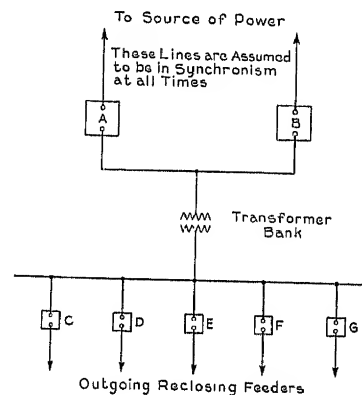 To Source of Power
These Lines are Assumed
to be in Synchronism
at all Times
A
B
Transformer
Bank
C
D
E
F
G
Outgoing Reclosing Feeders